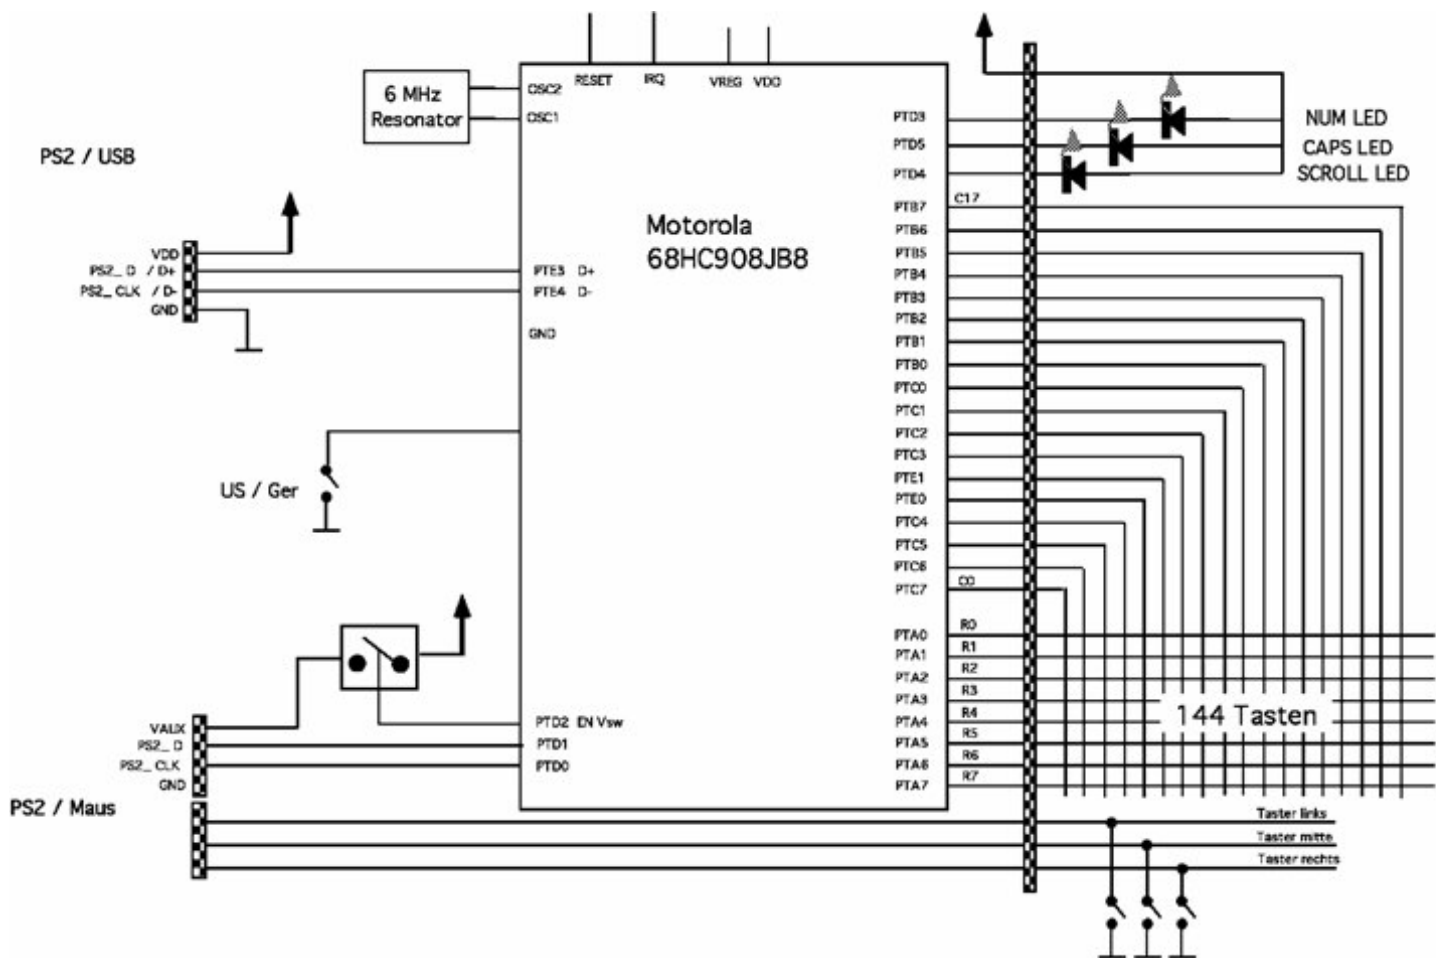 RESET IRQ VREG VDD
6 MHz
Resonator
OSC2
OSC1
PS2 / USB
VDD
PS2_ D / D+
PS2_ CLK / D-
GND
PTE3 D+
PTE4 D-
GND
Motorola
68HC908JB8
US / Ger
VAUX
PS2_ D
PS2_ CLK
GND
PS2 / Maus
PTD2 EN Vsw
PTD1
PTD0
PTD3
PTD5
PTD4
NUM LED
CAPS LED
SCROLL LED
PTB7 C17
PTB6
PTB5
PTB4
PTB3
PTB2
PTB1
PTB0
PTC0
PTC1
PTC2
PTC3
PTE1
PTE0
PTC4
PTC5
PTC6
PTC7 C0
PTA0 R0
PTA1 R1
PTA2 R2
PTA3 R3
PTA4 R4
PTA5 R5
PTA6 R6
PTA7 R7
144 Tasten
Taster links
Taster mitte
Taster rechts